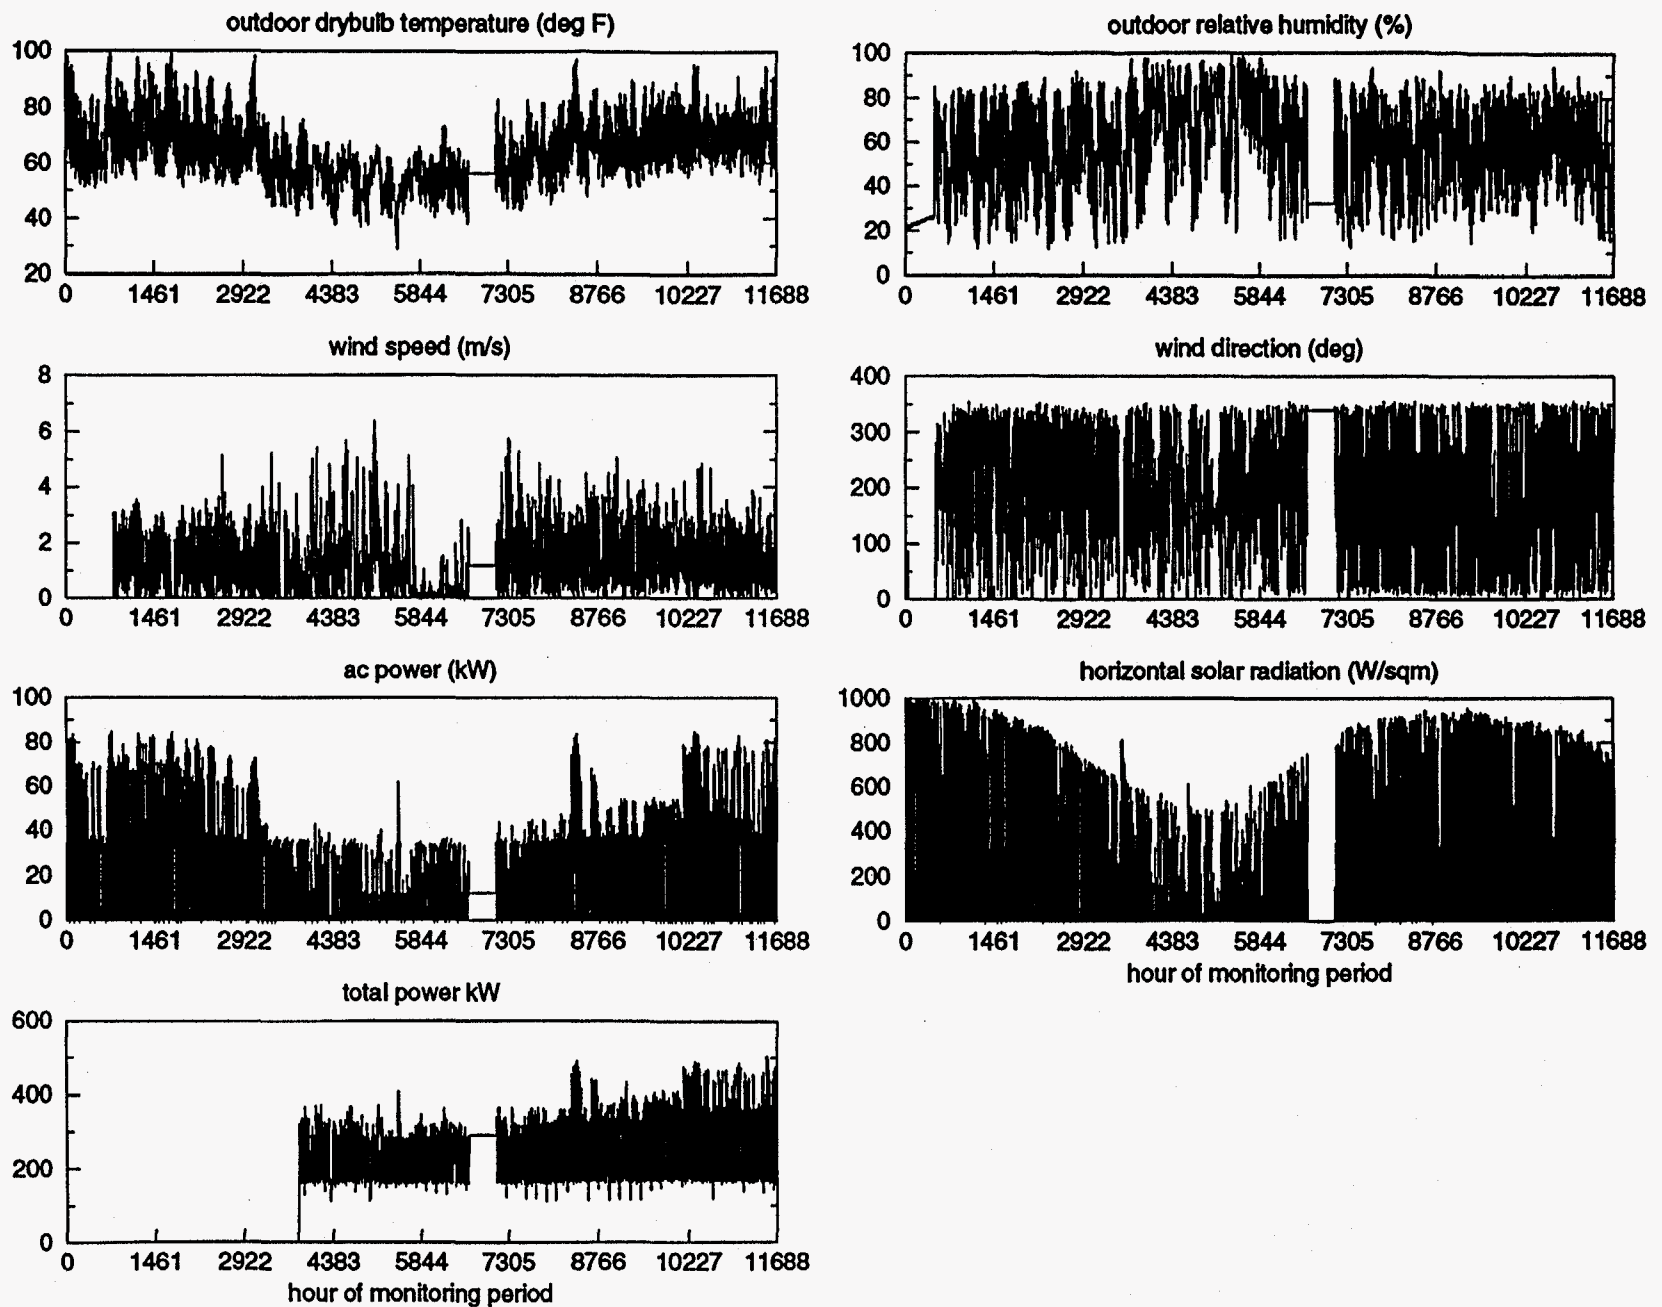 outdoor drybulb temperature (deg F)
100
80
60
40
20
0 1461 2922 4383 5844 7305 8766 10227 11688
outdoor relative humidity (%)
100
80
60
40
20
0
0 1461 2922 4383 5844 7305 8766 10227 11688
wind speed (m/s)
8
6
4
2
0
0 1461 2922 4383 5844 7305 8766 10227 11688
wind direction (deg)
400
300
200
100
0
0 1461 2922 4383 5844 7305 8766 10227 11688
ac power (kW)
100
80
60
40
20
0
0 1461 2922 4383 5844 7305 8766 10227 11688
horizontal solar radiation (W/sqm)
1000
800
600
400
200
0
0 1461 2922 4383 5844 7305 8766 10227 11688
hour of monitoring period
total power kW
600
400
200
0
0 1461 2922 4383 5844 7305 8766 10227 11688
hour of monitoring period